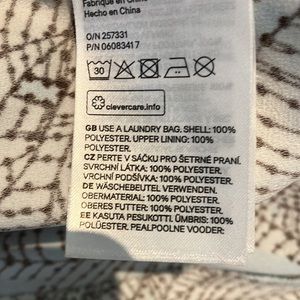 Fabriqué en Chine
Hecho en China
O/N 257331
P/N 06083417
30
clevercare.info
GB USE A LAUNDRY BAG. SHELL: 100%
POLYESTER. UPPER LINING: 100%
POLYESTER.
CZ PERTE V SÁČKU PRO ŠETRNÉ PRANÍ.
SVRCHNÍ LÁTKA: 100% POLYESTER.
VRCHNÍ PODŠÍVKA: 100% POLYESTER.
DE WÄSCHEBEUTEL VERWENDEN.
OBERMATERIAL: 100% POLYESTER.
OBERES FUTTER: 100% POLYESTER.
EE KASUTA PESUKOTTI. ÜMBRIS: 100%
POLÜESTER. PEALPOOLNE VOODER: